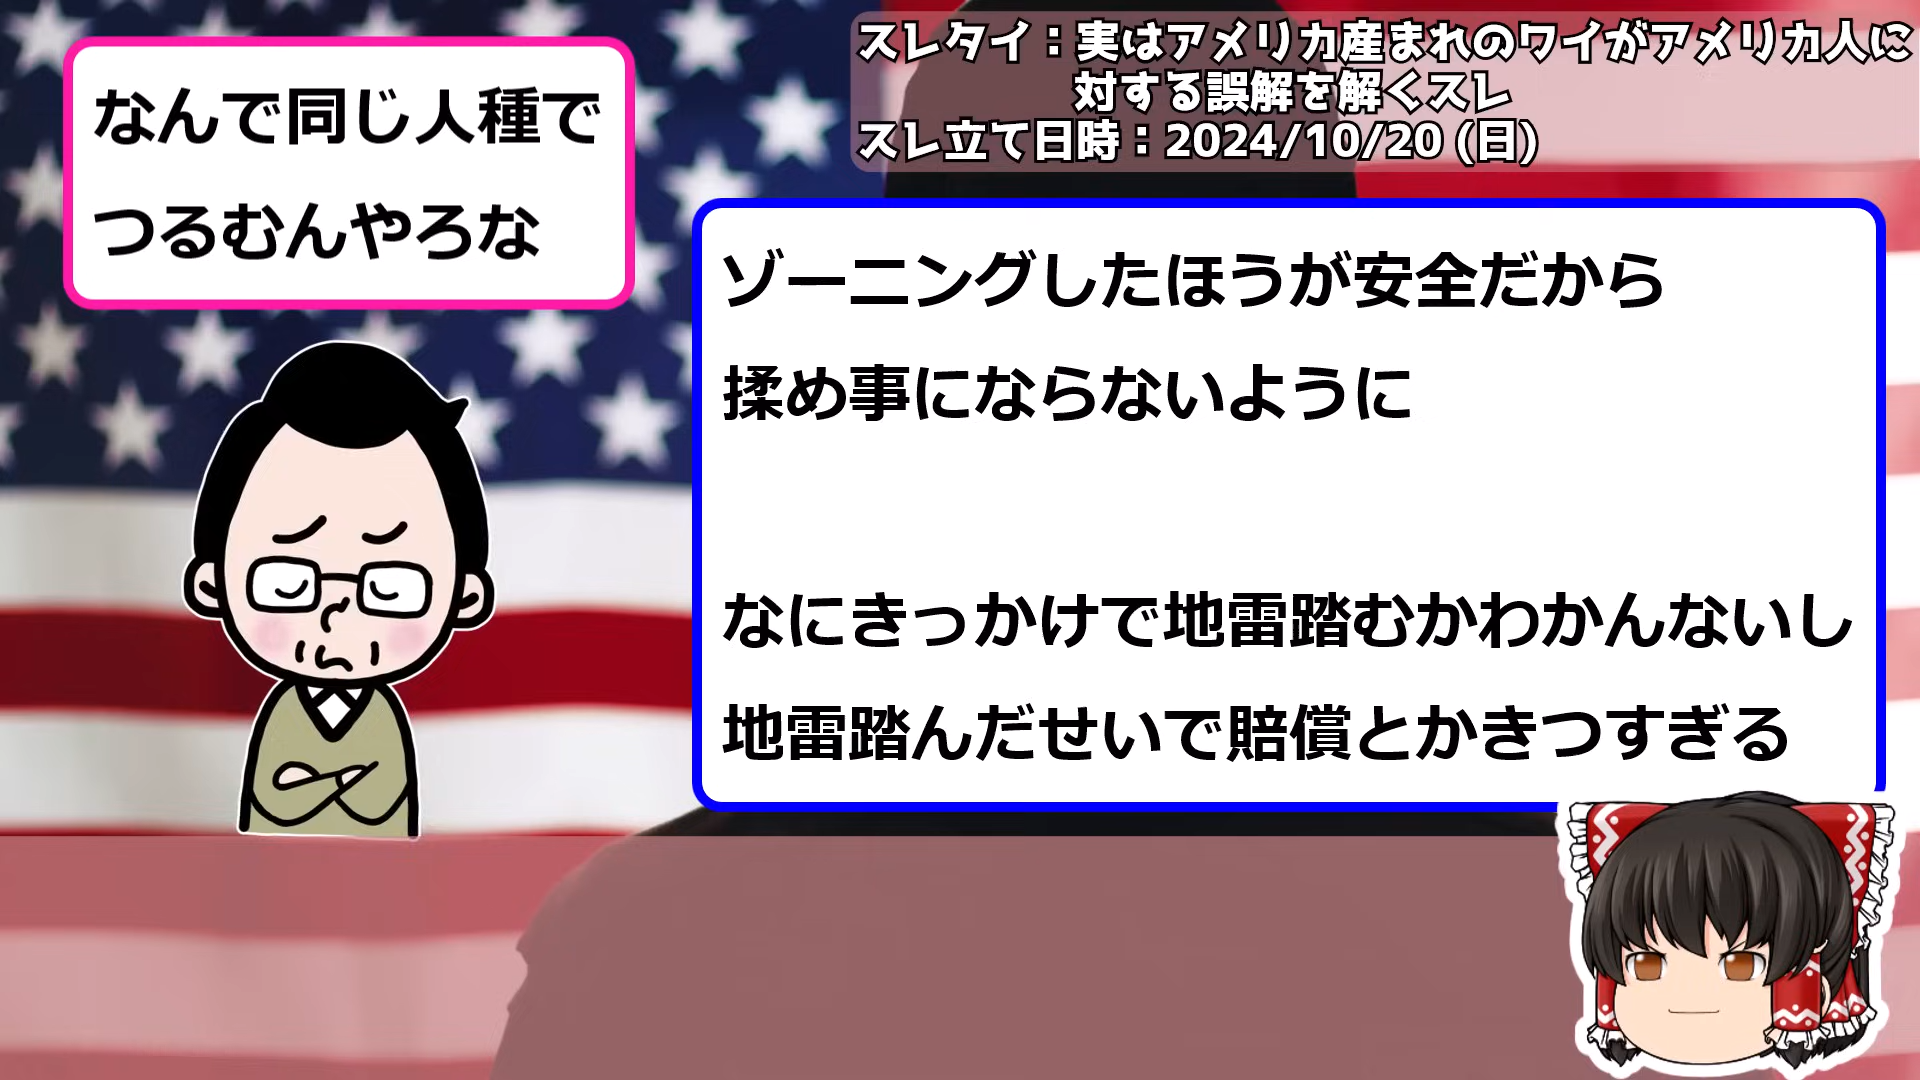 スレタイ：実はアメリカ産まれのワイがアメリカ人に
対する誤解を解くスレ
スレ立て日時：2024/10/20 (日)
なんで同じ人種で
つるむんやろな
ゾーニングしたほうが安全だから
揉め事にならないように
なにきっかけで地雷踏むかわかんないし
地雷踏んだせいで賠償とかきつすぎる